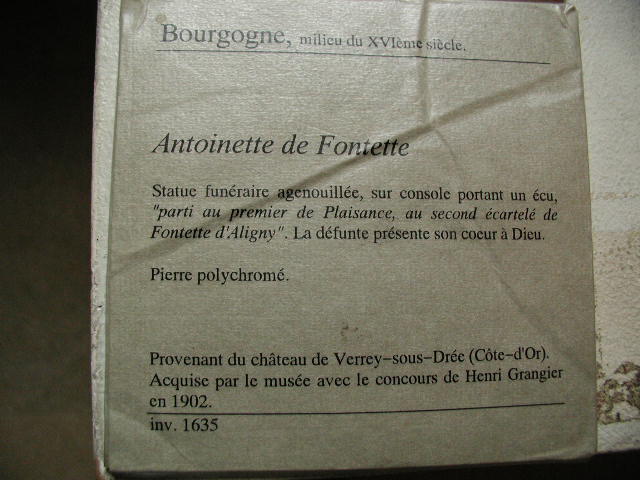 Bourgogne, milieu du XVIème siècle.
Antoinette de Fontette
Statue funéraire agenouillée, sur console portant un écu,
"parti au premier de Plaisance, au second écartelé de
Fontette d'Aligny". La défunte présente son coeur à Dieu.
Pierre polychromé.
Provenant du château de Verrey-sous-Drée (Côte-d'Or).
Acquise par le musée avec le concours de Henri Grangier
en 1902.
inv. 1635